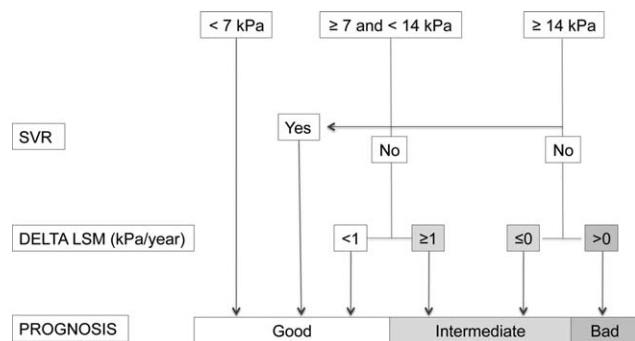 < 7 kPa
≥ 7 and < 14 kPa
≥ 14 kPa
SVR
Yes
No
No
DELTA LSM (kPa/year)
<1
≥1
≤0
>0
PROGNOSIS
Good
Intermediate
Bad